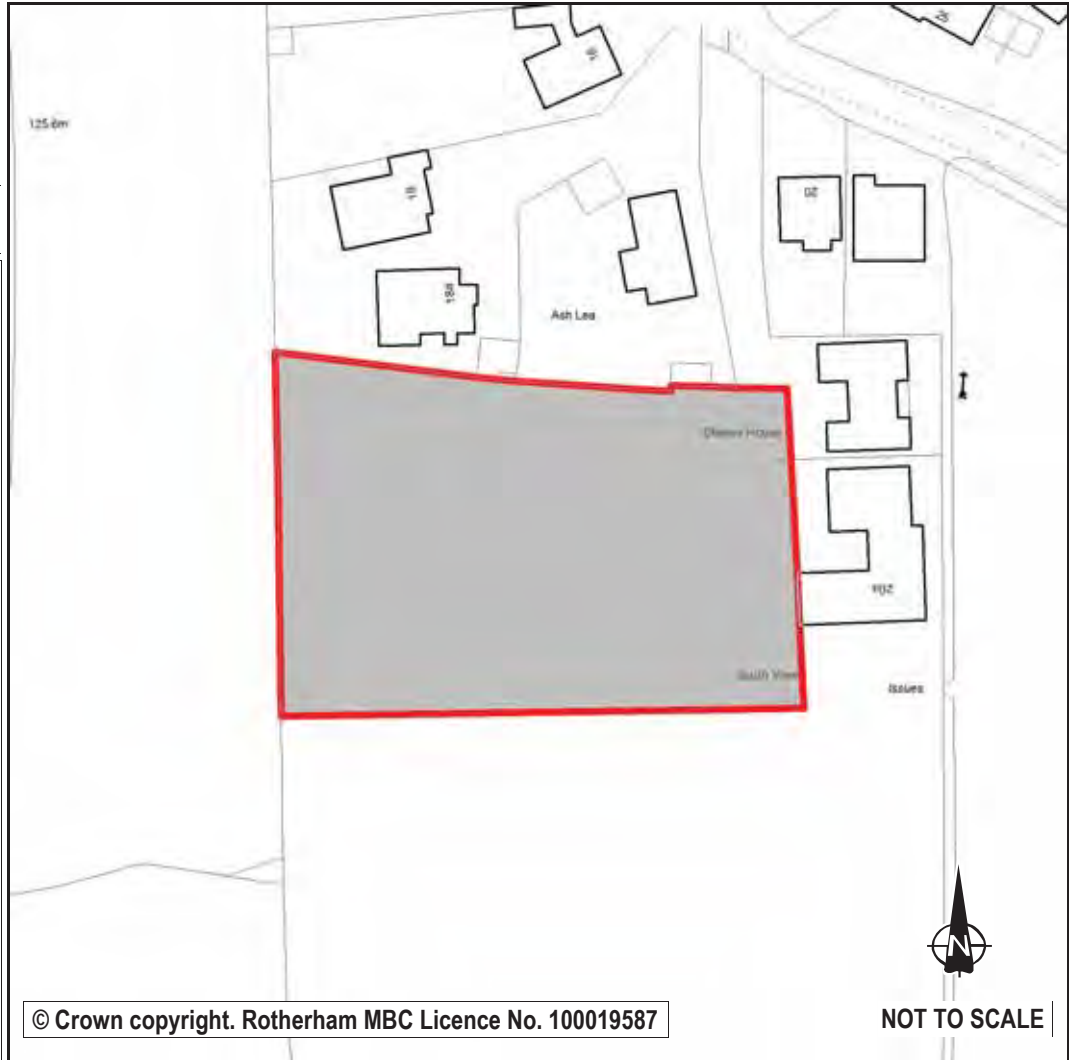 125.6m
16
25
18
20
18a
Ash Lea
House
20a
South View
Issues
N
© Crown copyright. Rotherham MBC Licence No. 100019587
NOT TO SCALE